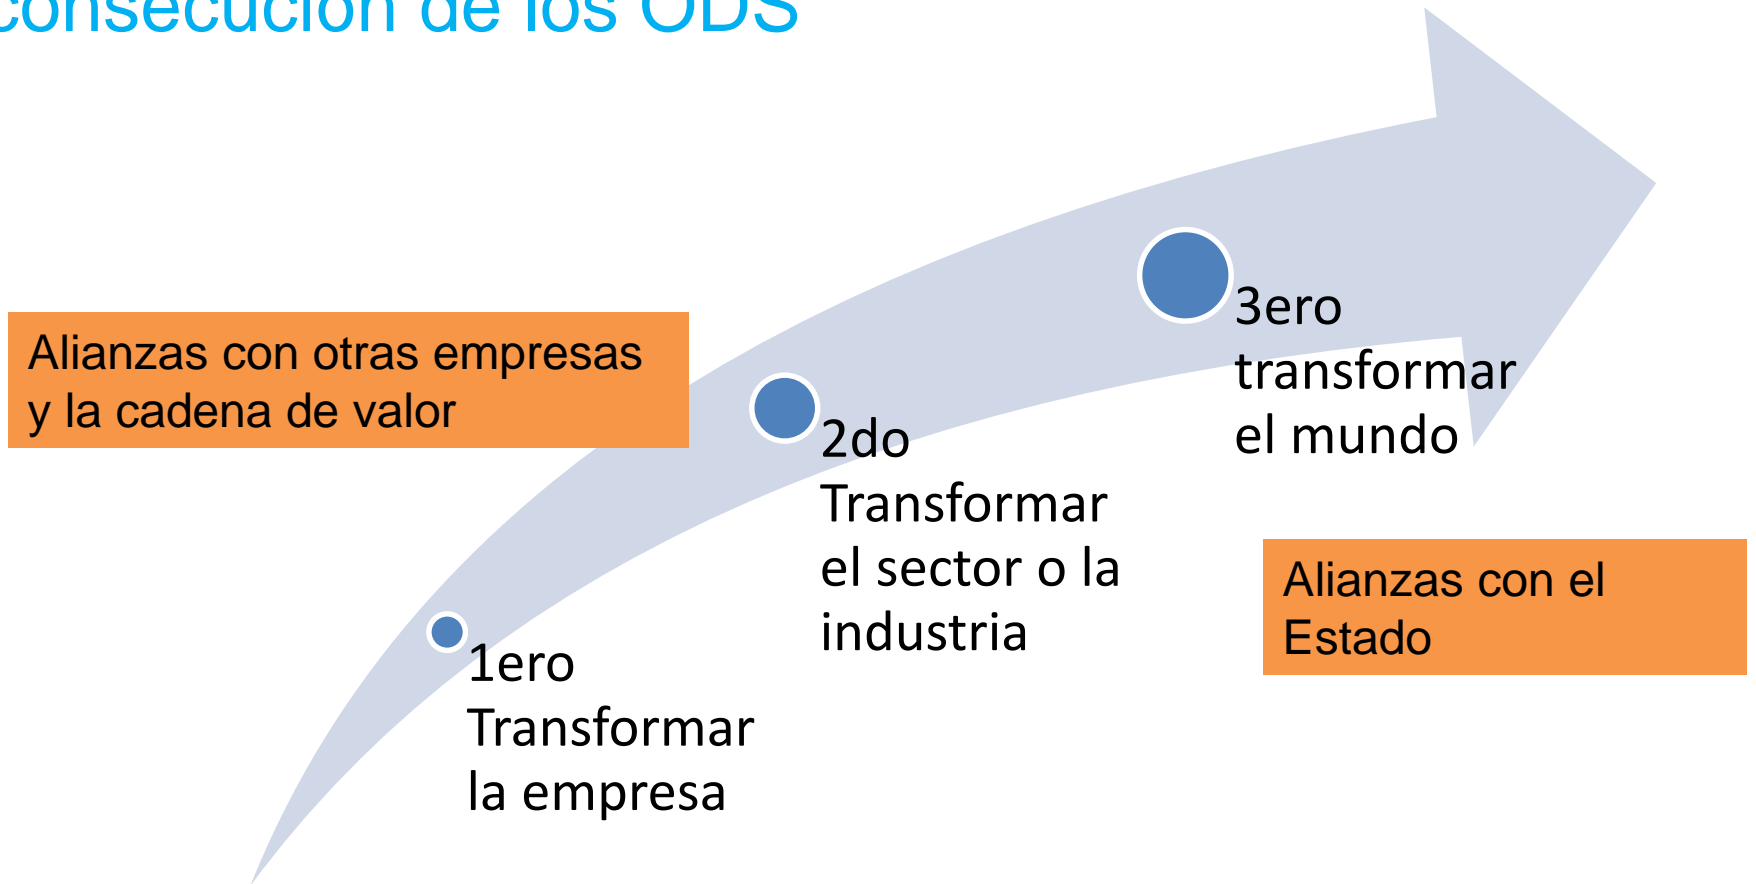 consecución de los ODS
Alianzas con otras empresas
y la cadena de valor
1ero
Transformar
la empresa
2do
Transformar
el sector o la
industria
3ero
transformar
el mundo
Alianzas con el
Estado